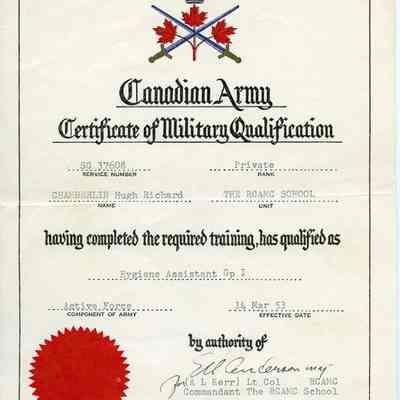 Canadian Army
Certificate of Military Qualification
SG 37608 Private
SERVICE NUMBER RANK
CHAMBERLIN Hugh Richard THE RCAMC SCHOOL
NAME UNIT
having completed the required training, has qualified as
Hygiene Assistant Gp I
Active Force 14 Mar 53
COMPONENT OF ARMY EFFECTIVE DATE
by authority of
for (R L Kerr) Lt Col RCAMC
Commandant The RCAMC School